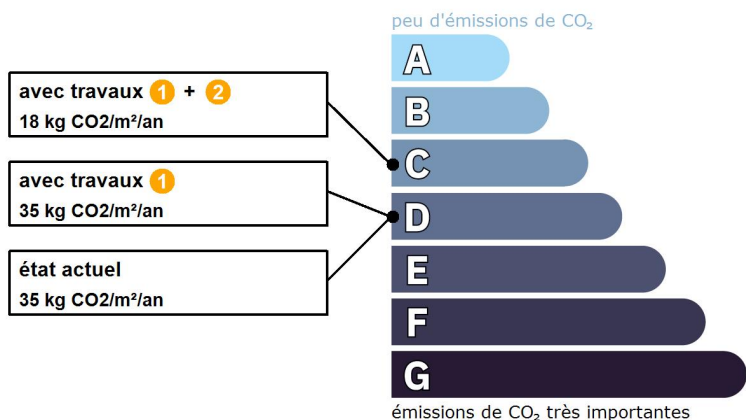 peu d'émissions de CO₂
A
avec travaux 1 + 2
18 kg CO2/m²/an
B
C
avec travaux 1
35 kg CO2/m²/an
D
état actuel
35 kg CO2/m²/an
E
F
G
émissions de CO₂ très importantes